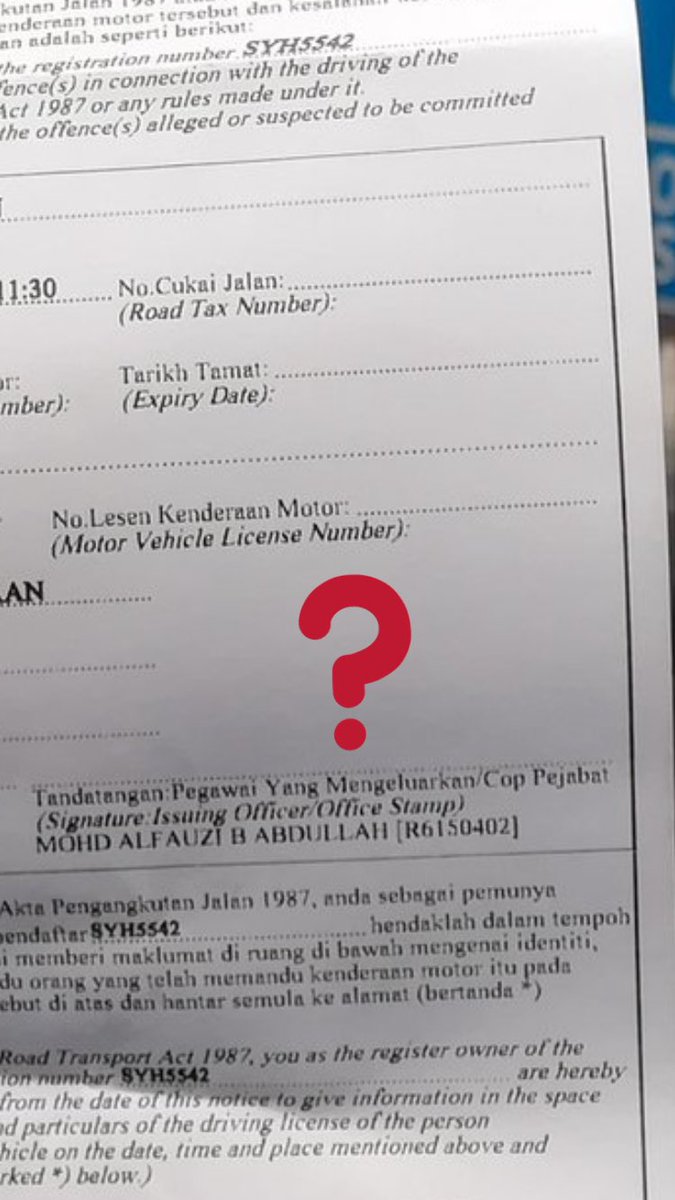 kutan Jalan 1987
enderaan motor tersebut dan kesalahan
an adalah seperti berikut:
the registration number SYH5542
fence(s) in connection with the driving of the
Act 1987 or any rules made under it.
the offence(s) alleged or suspected to be committed
11:30 No.Cukai Jalan:
(Road Tax Number):
or: Tarikh Tamat:
mber): (Expiry Date):
No.Lesen Kenderaan Motor:
(Motor Vehicle License Number):
AAN
?
Tandatangan:Pegawai Yang Mengeluarkan/Cop Pejabat
(Signature:Issuing Officer/Office Stamp)
MOHD ALFAUZI B ABDULLAH [R6150402]
Akta Pengangkutan Jalan 1987, anda sebagai pemunya
pendaftar SYH5542 hendaklah dalam tempoh
i memberi maklumat di ruang di bawah mengenai identiti,
du orang yang telah memandu kenderaan motor itu pada
ebut di atas dan hantar semula ke alamat (bertanda *)
Road Transport Act 1987, you as the register owner of the
ion number SYH5542 are hereby
from the date of this notice to give information in the space
nd particulars of the driving license of the person
hicle on the date, time and place mentioned above and
rked *) below.)